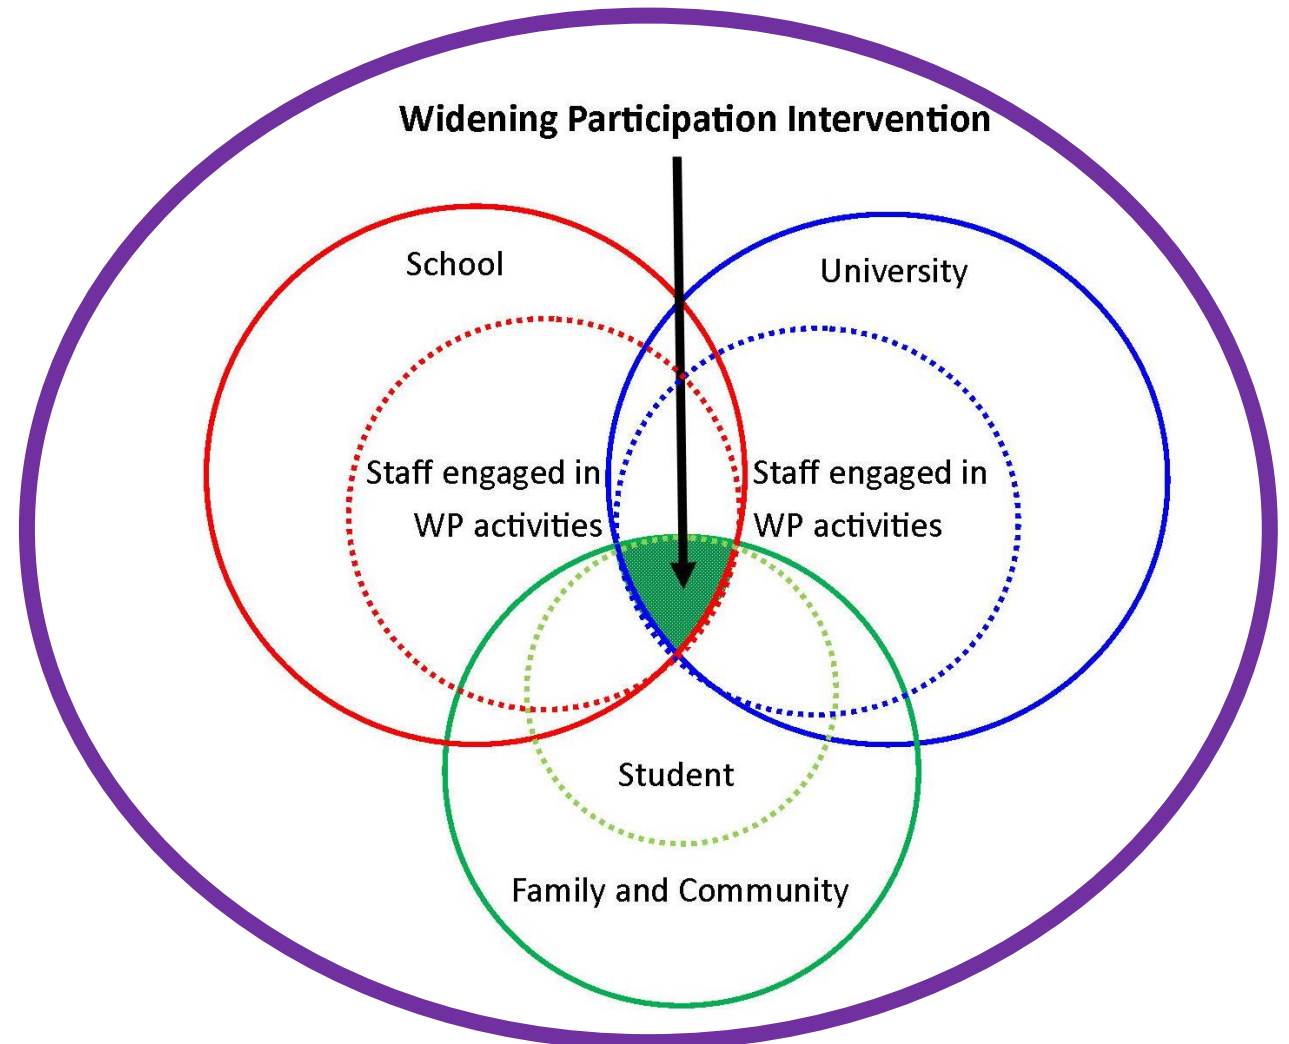 Widening Participation Intervention
School
University
Staff engaged in
WP activities
Staff engaged in
WP activities
Student
Family and Community